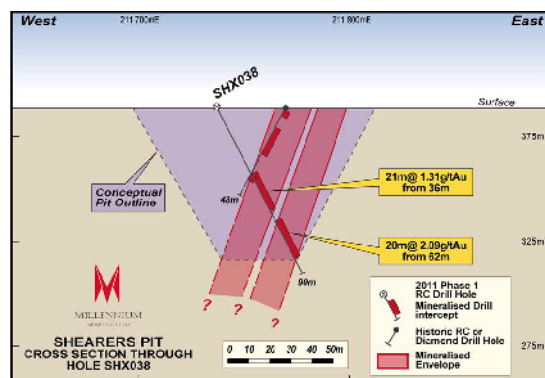 West
211 700mE
211 800mE
East
SHX038
Surface
375m
Conceptual
Pit Outline
21m@ 1.31g/tAu
from 36m
43m
20m@ 2.09g/tAu
from 62m
325m
99m
? ? ?
MILLENNIUM
SHEARERS PIT
CROSS SECTION THROUGH
HOLE SHX038
0 10 20 30 40 50m
2011 Phase 1
RC Drill Hole
Mineralised Drill
intercept
Historic RC or
Diamond Drill Hole
Mineralised
Envelope
275m